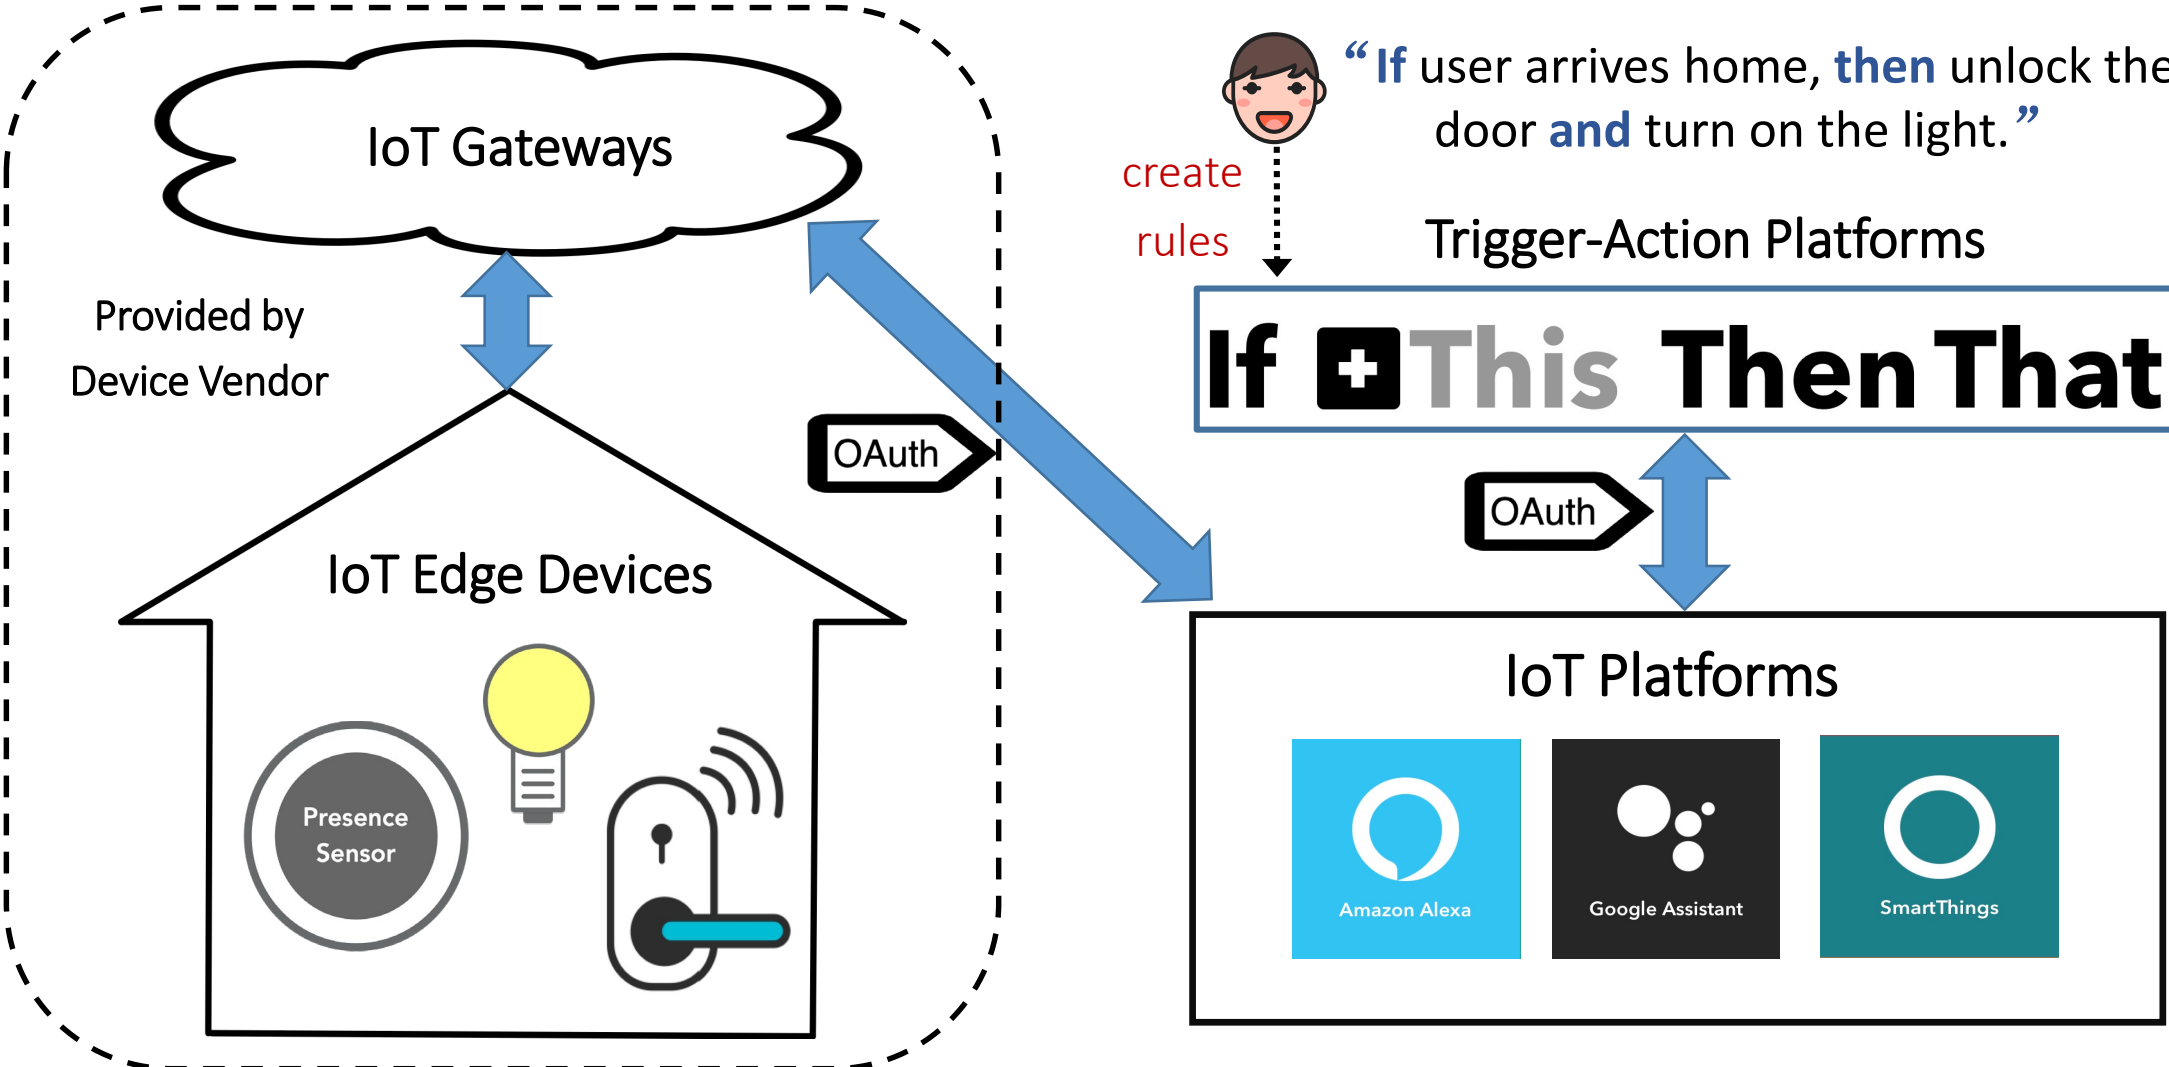 IoT Gateways
Provided by
Device Vendor
OAuth
IoT Edge Devices
Presence
Sensor
“If user arrives home, then unlock the
door and turn on the light.”
create
rules
Trigger-Action Platforms
If This Then That
OAuth
IoT Platforms
Amazon Alexa
Google Assistant
SmartThings